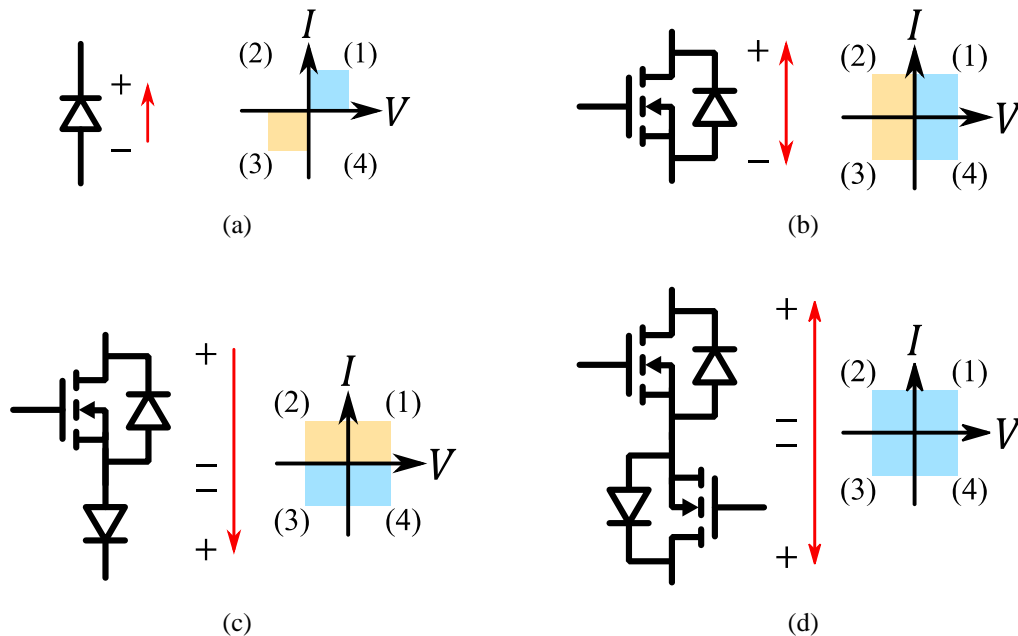 I
(2) (1)
+
V
–
(3) (4)
(a)
I
+ (2) (1)
V
– (3) (4)
(b)
+
I
(2) (1)
–
–
V
(3) (4)
+
(c)
+
I
(2) (1)
–
–
V
(3) (4)
+
(d)